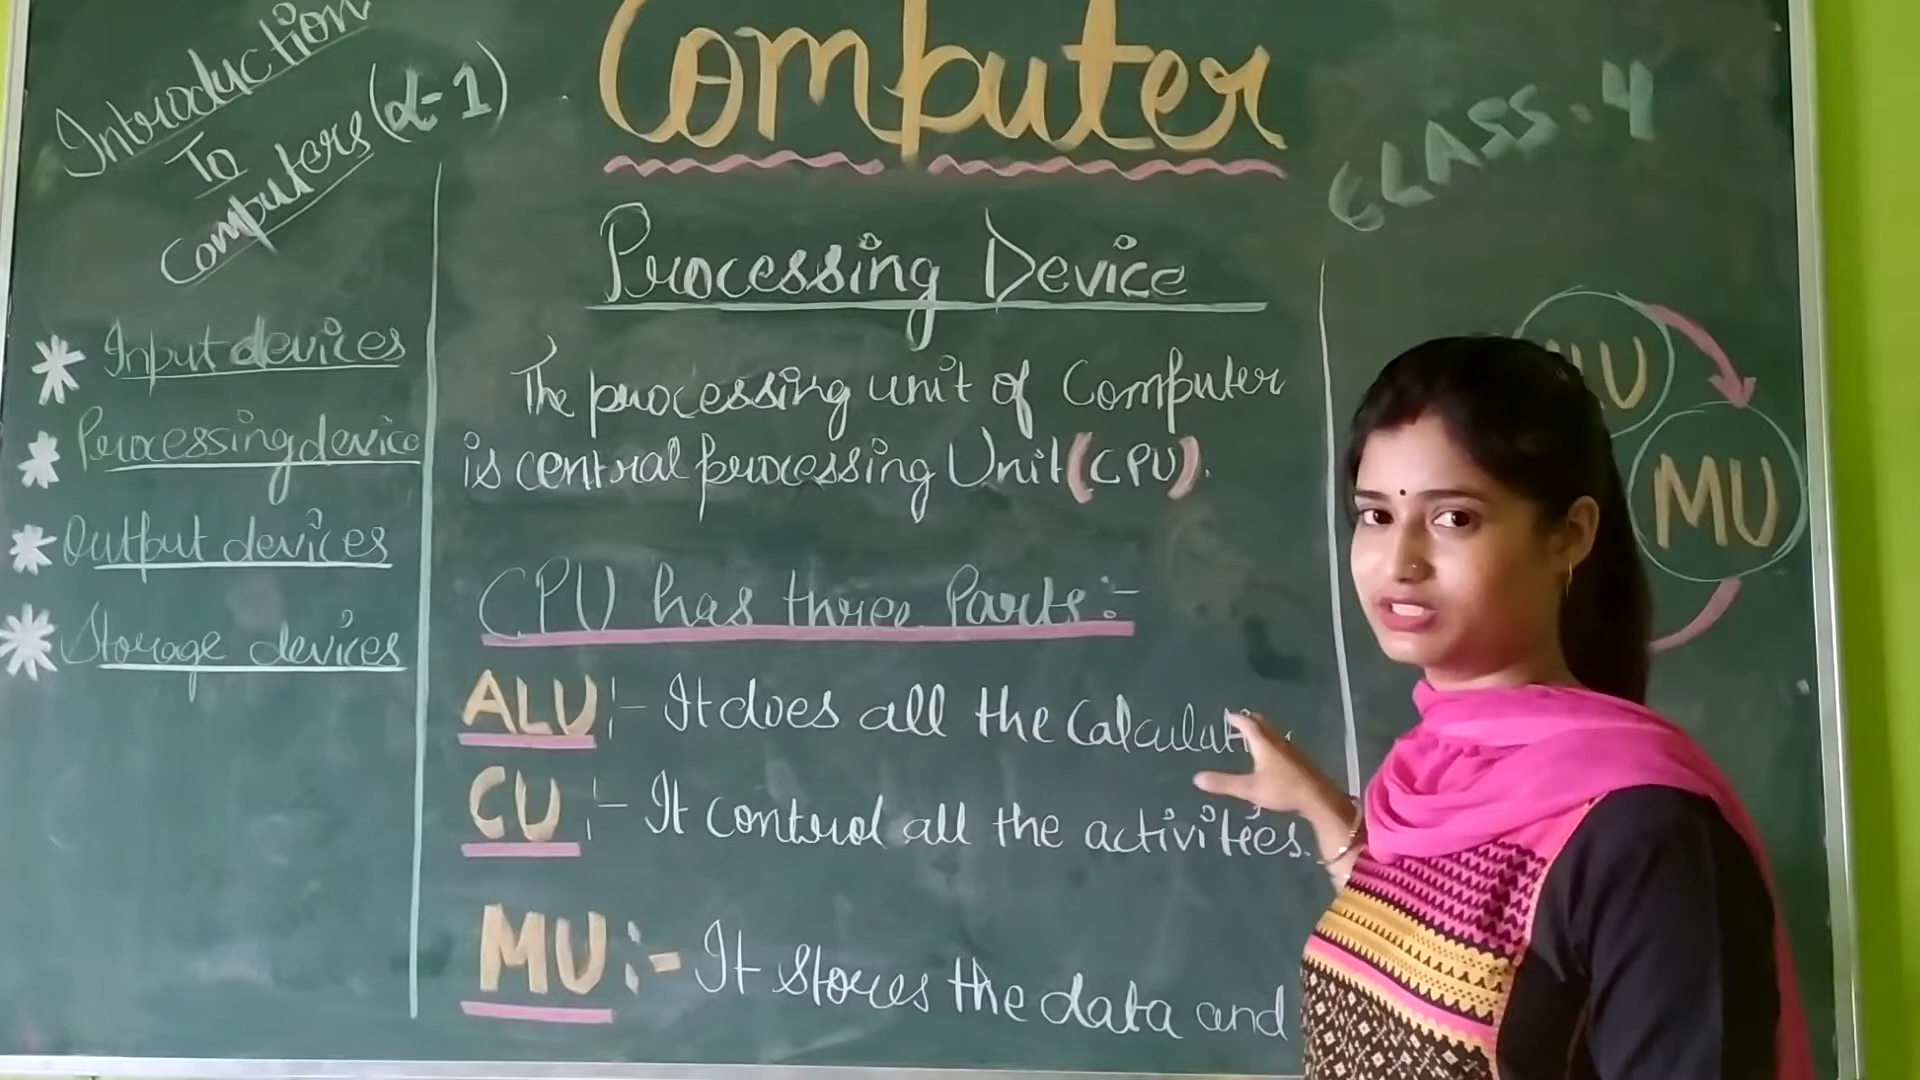 Introduction
To
Computers (L-1)
Computer
CLASS. 4
* Input devices
* Processing device
* Output devices
* Storage devices
Processing Device
The processing unit of Computer
is central processing Unit (CPU).
CPU has three Parts:-
ALU :- It does all the
CU :- It control all the activities.
MU :- It stores the data and
MU